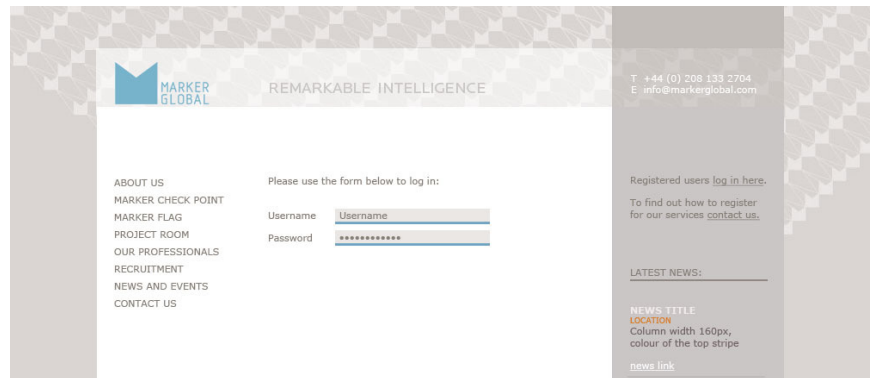 MARKER
GLOBAL
REMARKABLE INTELLIGENCE
T +44 (0) 208 133 2704
E info@markerglobal.com
ABOUT US
MARKER CHECK POINT
MARKER FLAG
PROJECT ROOM
OUR PROFESSIONALS
RECRUITMENT
NEWS AND EVENTS
CONTACT US
Please use the form below to log in:
Username Username
Password ••••••••••••
Registered users log in here.
To find out how to register
for our services contact us.
LATEST NEWS:
NEWS TITLE
LOCATION
Column width 160px,
colour of the top stripe
news link